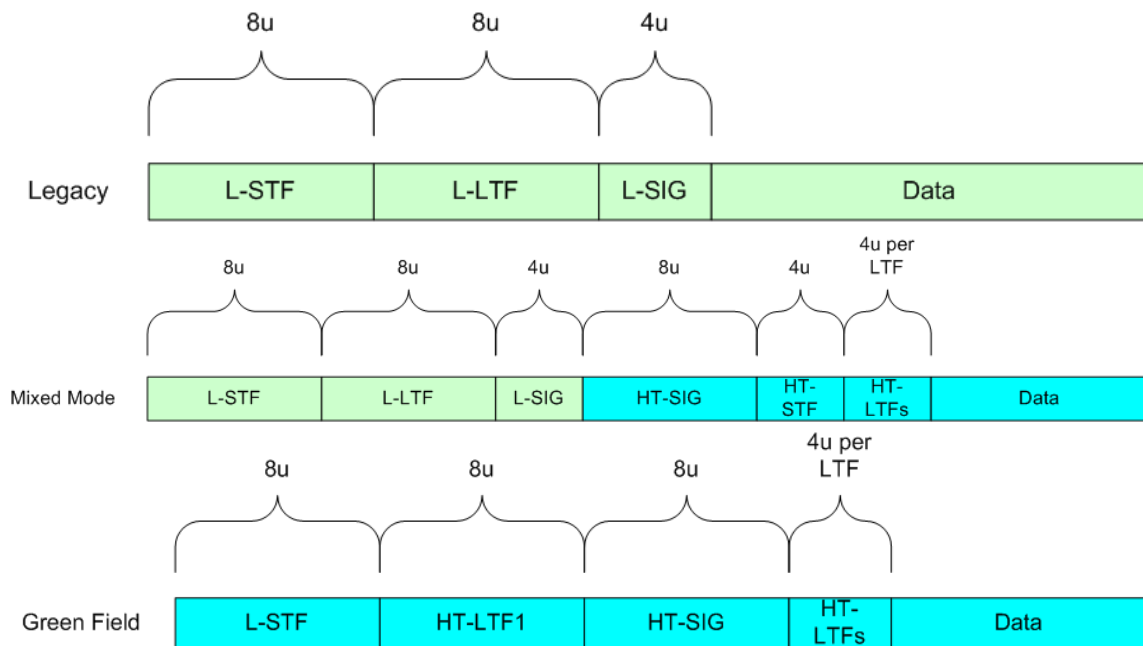 8u 8u 4u
Legacy L-STF L-LTF L-SIG Data
4u per
8u 8u 4u 8u 4u LTF
Mixed Mode L-STF L-LTF L-SIG HT-SIG HT- HT- Data
STF LTFs
4u per
8u 8u 8u LTF
Green Field L-STF HT-LTF1 HT-SIG HT- Data
LTFs